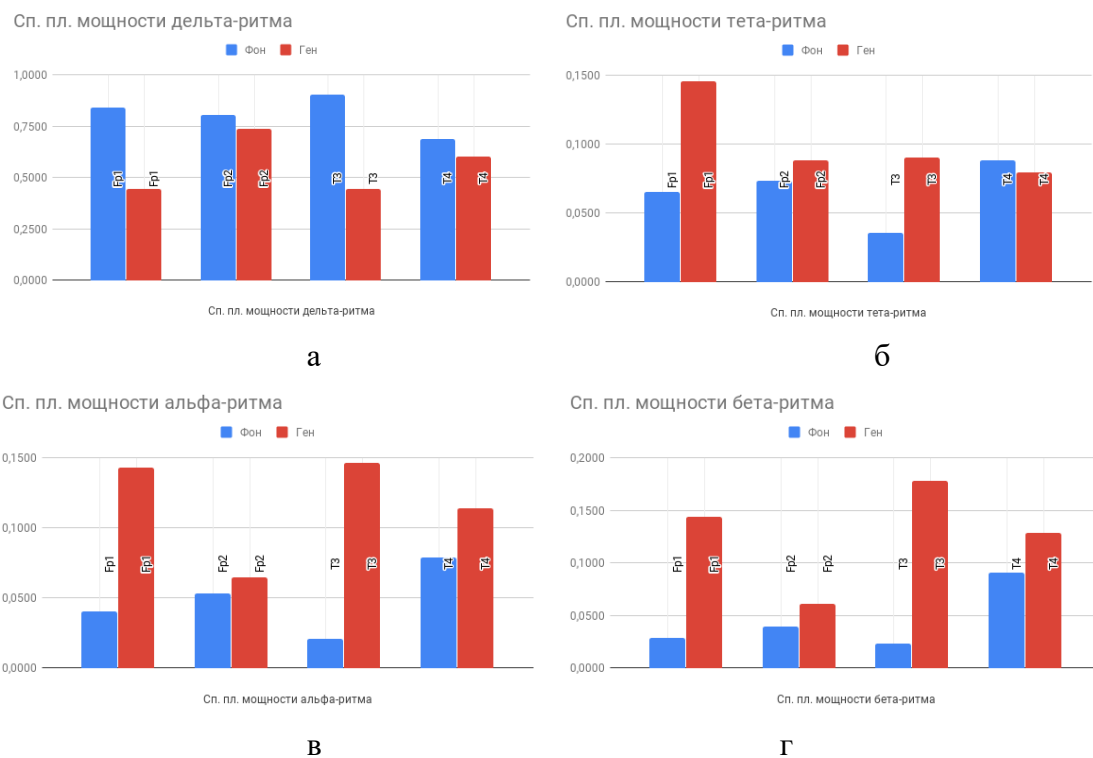 Сп. пл. мощности дельта-ритма
Фон Ген
1,0000
0,7500
0,5000
0,2500
0,0000
Fp1 Fp1 Fp2 Fp2 T3 T3 T4 T4
Сп. пл. мощности дельта-ритма
а
Сп. пл. мощности тета-ритма
Фон Ген
0,1500
0,1000
0,0500
0,0000
Fp1 Fp1 Fp2 Fp2 T3 T3 T4 T4
Сп. пл. мощности тета-ритма
б
Сп. пл. мощности альфа-ритма
Фон Ген
0,1500
0,1000
0,0500
0,0000
Fp1 Fp1 Fp2 Fp2 T3 T3 T4 T4
Сп. пл. мощности альфа-ритма
в
Сп. пл. мощности бета-ритма
Фон Ген
0,2000
0,1500
0,1000
0,0500
0,0000
Fp1 Fp1 Fp2 Fp2 T3 T3 T4 T4
Сп. пл. мощности бета-ритма
г